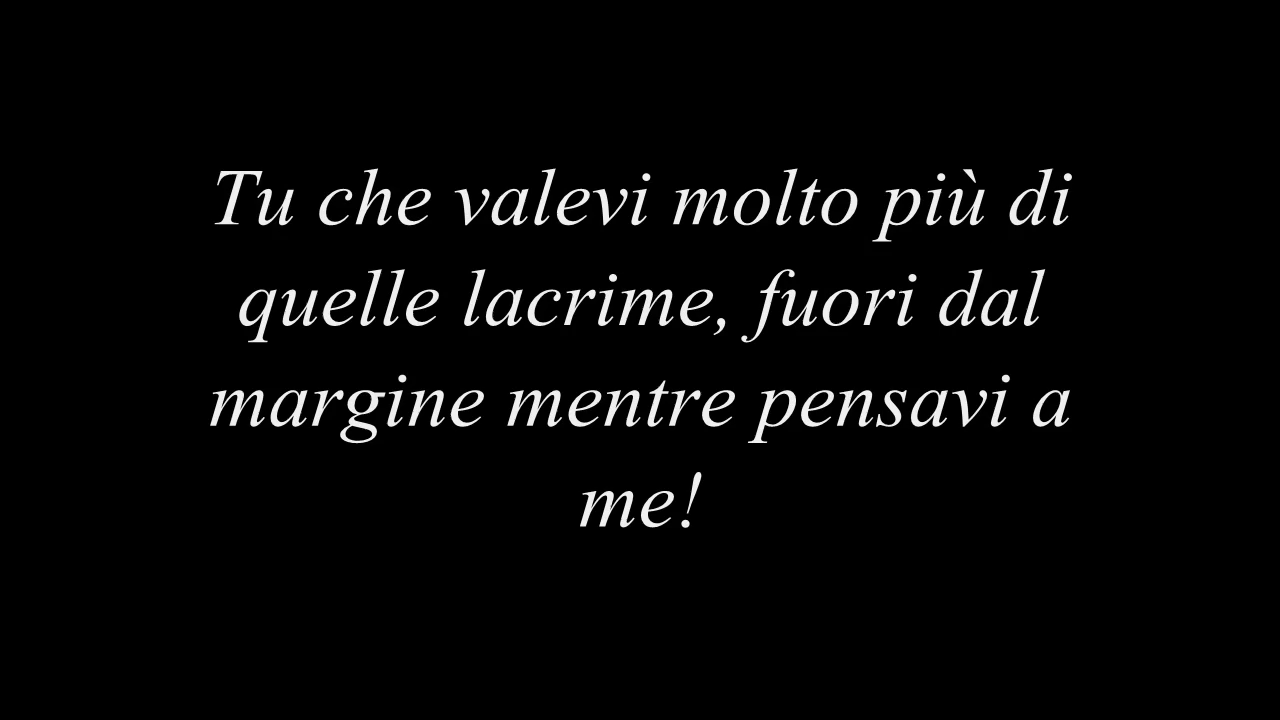 Tu che valevi molto più di
quelle lacrime, fuori dal
margine mentre pensavi a
me!